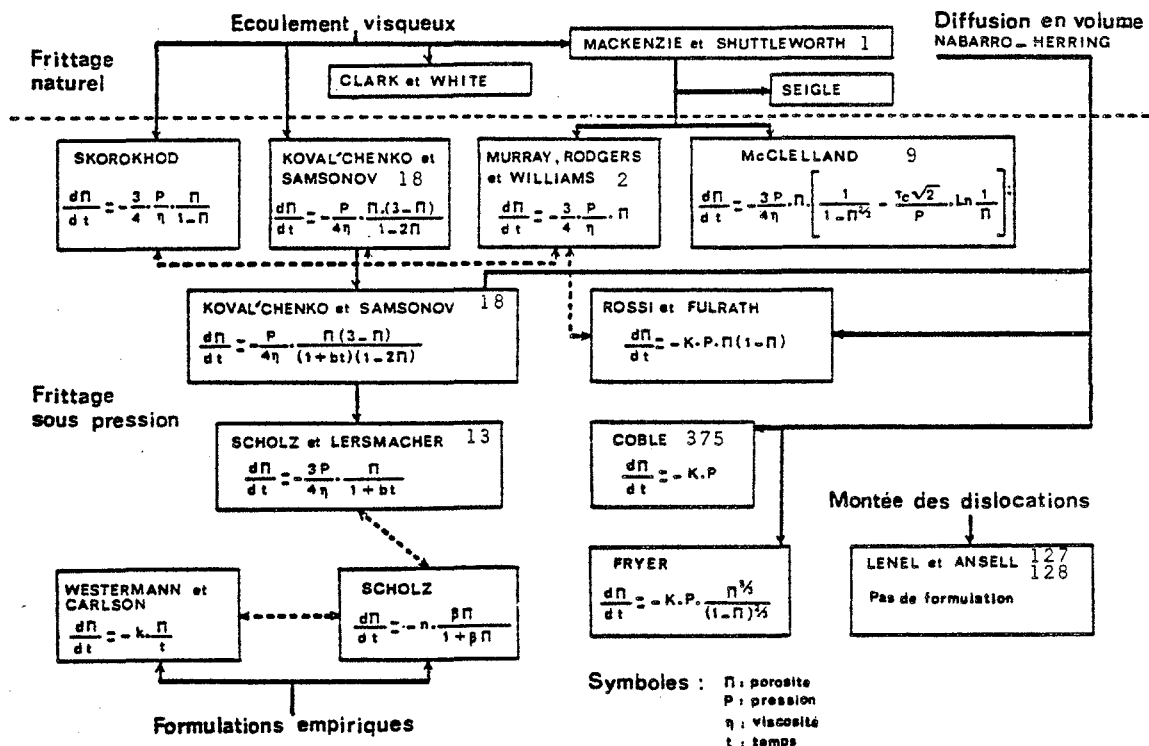 Ecoulement visqueux
Diffusion en volume
NABARRO - HERRING
Frittage
naturel
MACKENZIE et SHUTTLEWORTH 1
CLARK et WHITE
SEIGLE
SKOROKHOD
dΠ/dt = -3/4 · P/η · Π/1-Π
KOVAL'CHENKO et
SAMSONOV 18
dΠ/dt = -P/4η · Π.(3-Π)/1-2Π
MURRAY, RODGERS
et WILLIAMS 2
dΠ/dt = -3/4 · P/η · Π
McCLELLAND 9
dΠ/dt = -3P/4η · Π · [1/1-Π^2/3 - τc√2/P · Ln 1/Π]
KOVAL'CHENKO et SAMSONOV 18
dΠ/dt = -P/4η · Π(3-Π)/(1+bt)(1-2Π)
ROSSI et FULRATH
dΠ/dt = -K.P.Π(1-Π)
Frittage
sous pression
SCHOLZ et LERSMACHER 13
dΠ/dt = -3P/4η · Π/1+bt
COBLE 375
dΠ/dt = -K.P
Montée des dislocations
WESTERMANN et
CARLSON
dΠ/dt = -k · Π/t
SCHOLZ
dΠ/dt = -n · βΠ/1+βΠ
FRYER
dΠ/dt = -K.P. Π^5/3/(1-Π)^2/3
LENEL et ANSELL 127
128
Pas de formulation
Formulations empiriques
Symboles : Π : porosite
P : pression
η : viscosité
t : temps